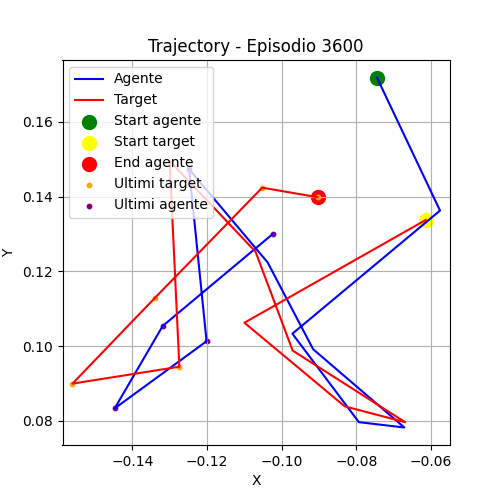 Trajectory - Episodio 3600
Agente
Target
Start agente
Start target
End agente
Ultimi target
Ultimi agente
0.16
0.14
0.12
0.10
0.08
Y
−0.14
−0.12
−0.10
−0.08
−0.06
X